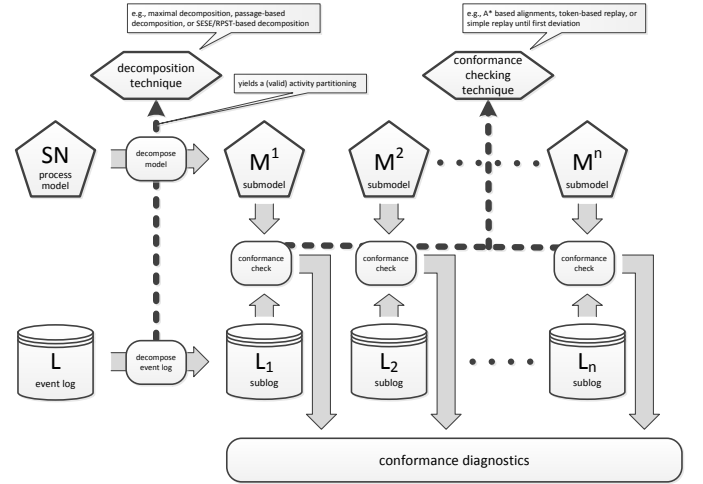 e.g., maximal decomposition, passage-based
decomposition, or SESE/RPST-based decomposition
e.g., A* based alignments, token-based replay, or
simple replay until first deviation
decomposition
technique
conformance
checking
technique
yields a (valid) activity partitioning
SN
process
model
decompose
model
M1
submodel
M2
submodel
Mn
submodel
conformance
check
conformance
check
conformance
check
L
event log
decompose
event log
L1
sublog
L2
sublog
Ln
sublog
conformance diagnostics